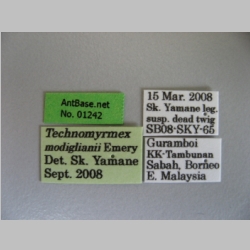 AntBase.net
No. 01242
Technomyrmex
modiglianii Emery
Det. Sk. Yamane
Sept. 2008
15 Mar. 2008
Sk. Yamane leg.
susp. dead twig
SB08-SKY-65
Guramboi
KK-Tambunan
Sabah, Borneo
E. Malaysia